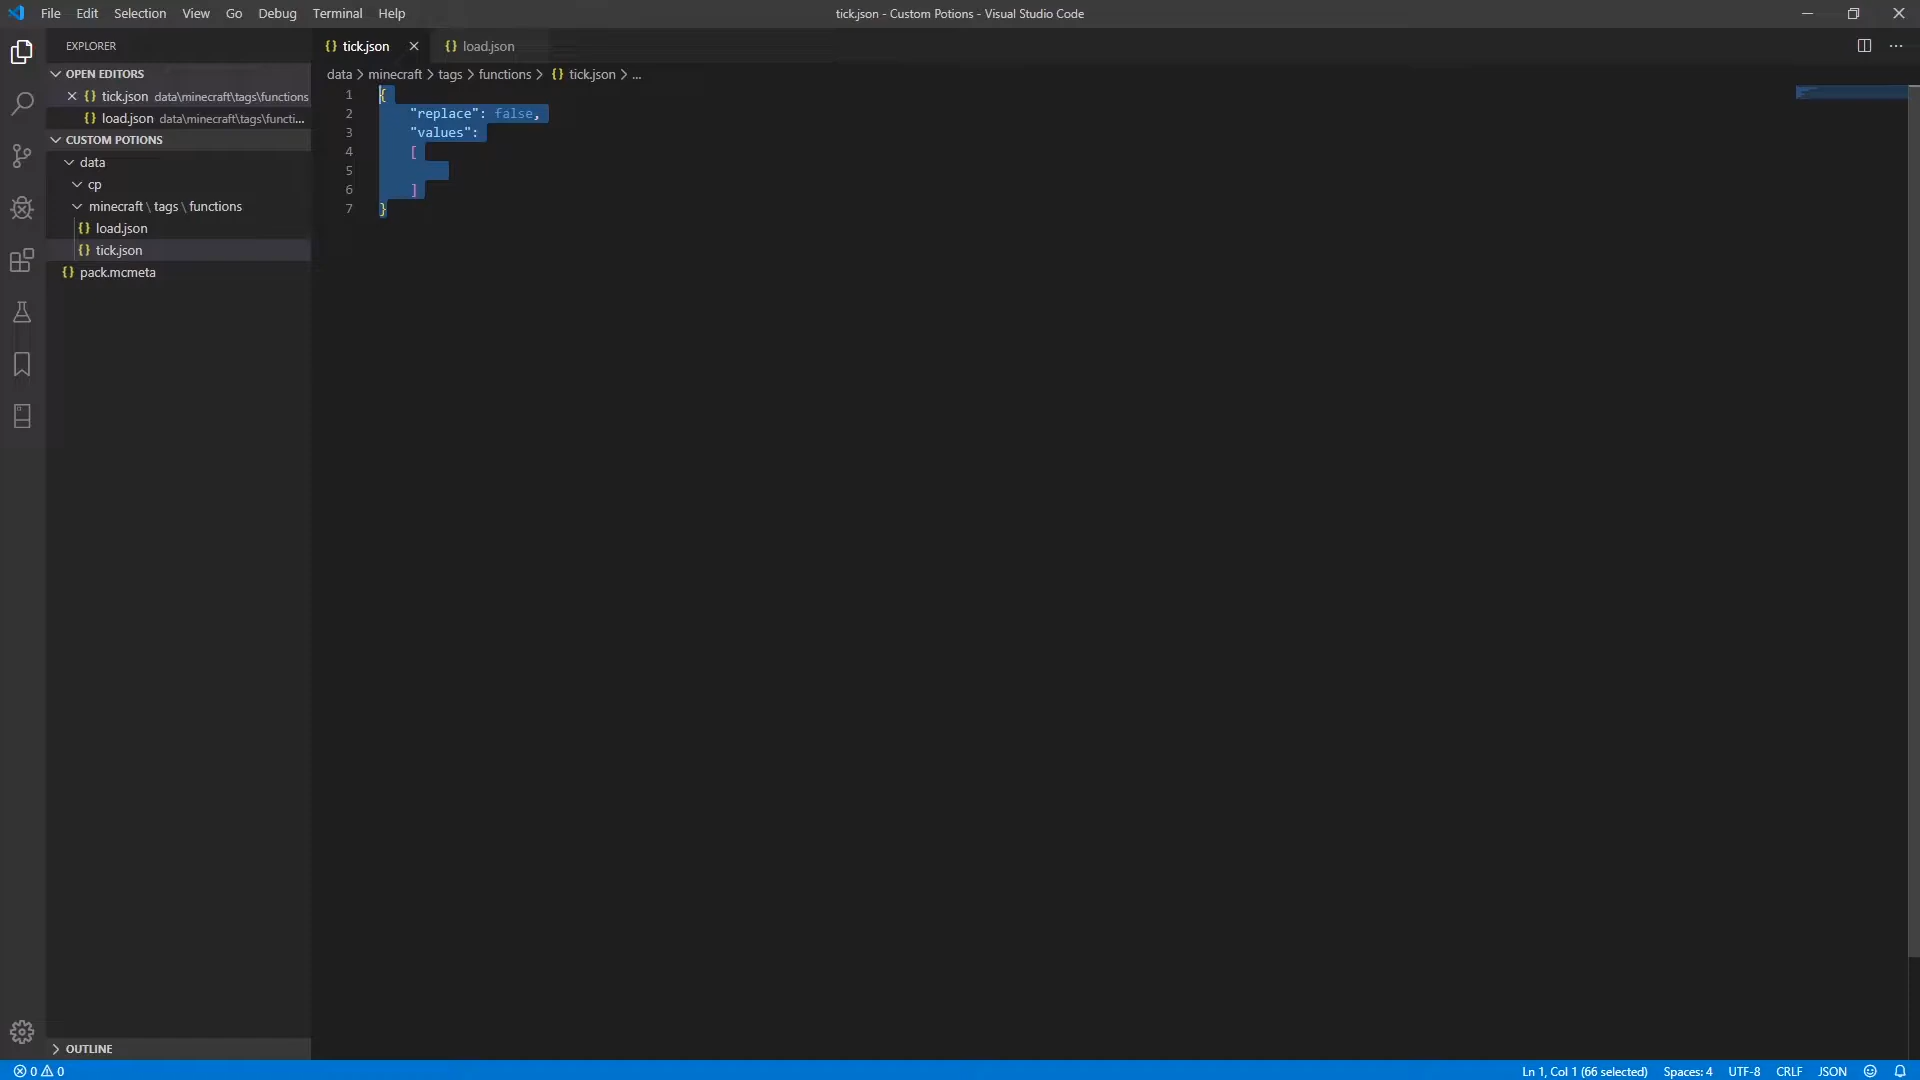 File Edit Selection View Go Debug Terminal Help
tick.json - Custom Potions - Visual Studio Code
EXPLORER
OPEN EDITORS
tick.json data\minecraft\tags\functions
load.json data\minecraft\tags\functi...
CUSTOM POTIONS
data
cp
minecraft \ tags \ functions
{} load.json
{} tick.json
{} pack.mcmeta
OUTLINE
{} tick.json
{} load.json
data > minecraft > tags > functions > {} tick.json > ...
1 {
2 "replace": false,
3 "values":
4 [
5
6 ]
7 }
0 0
Ln 1, Col 1 (66 selected) Spaces: 4 UTF-8 CRLF JSON